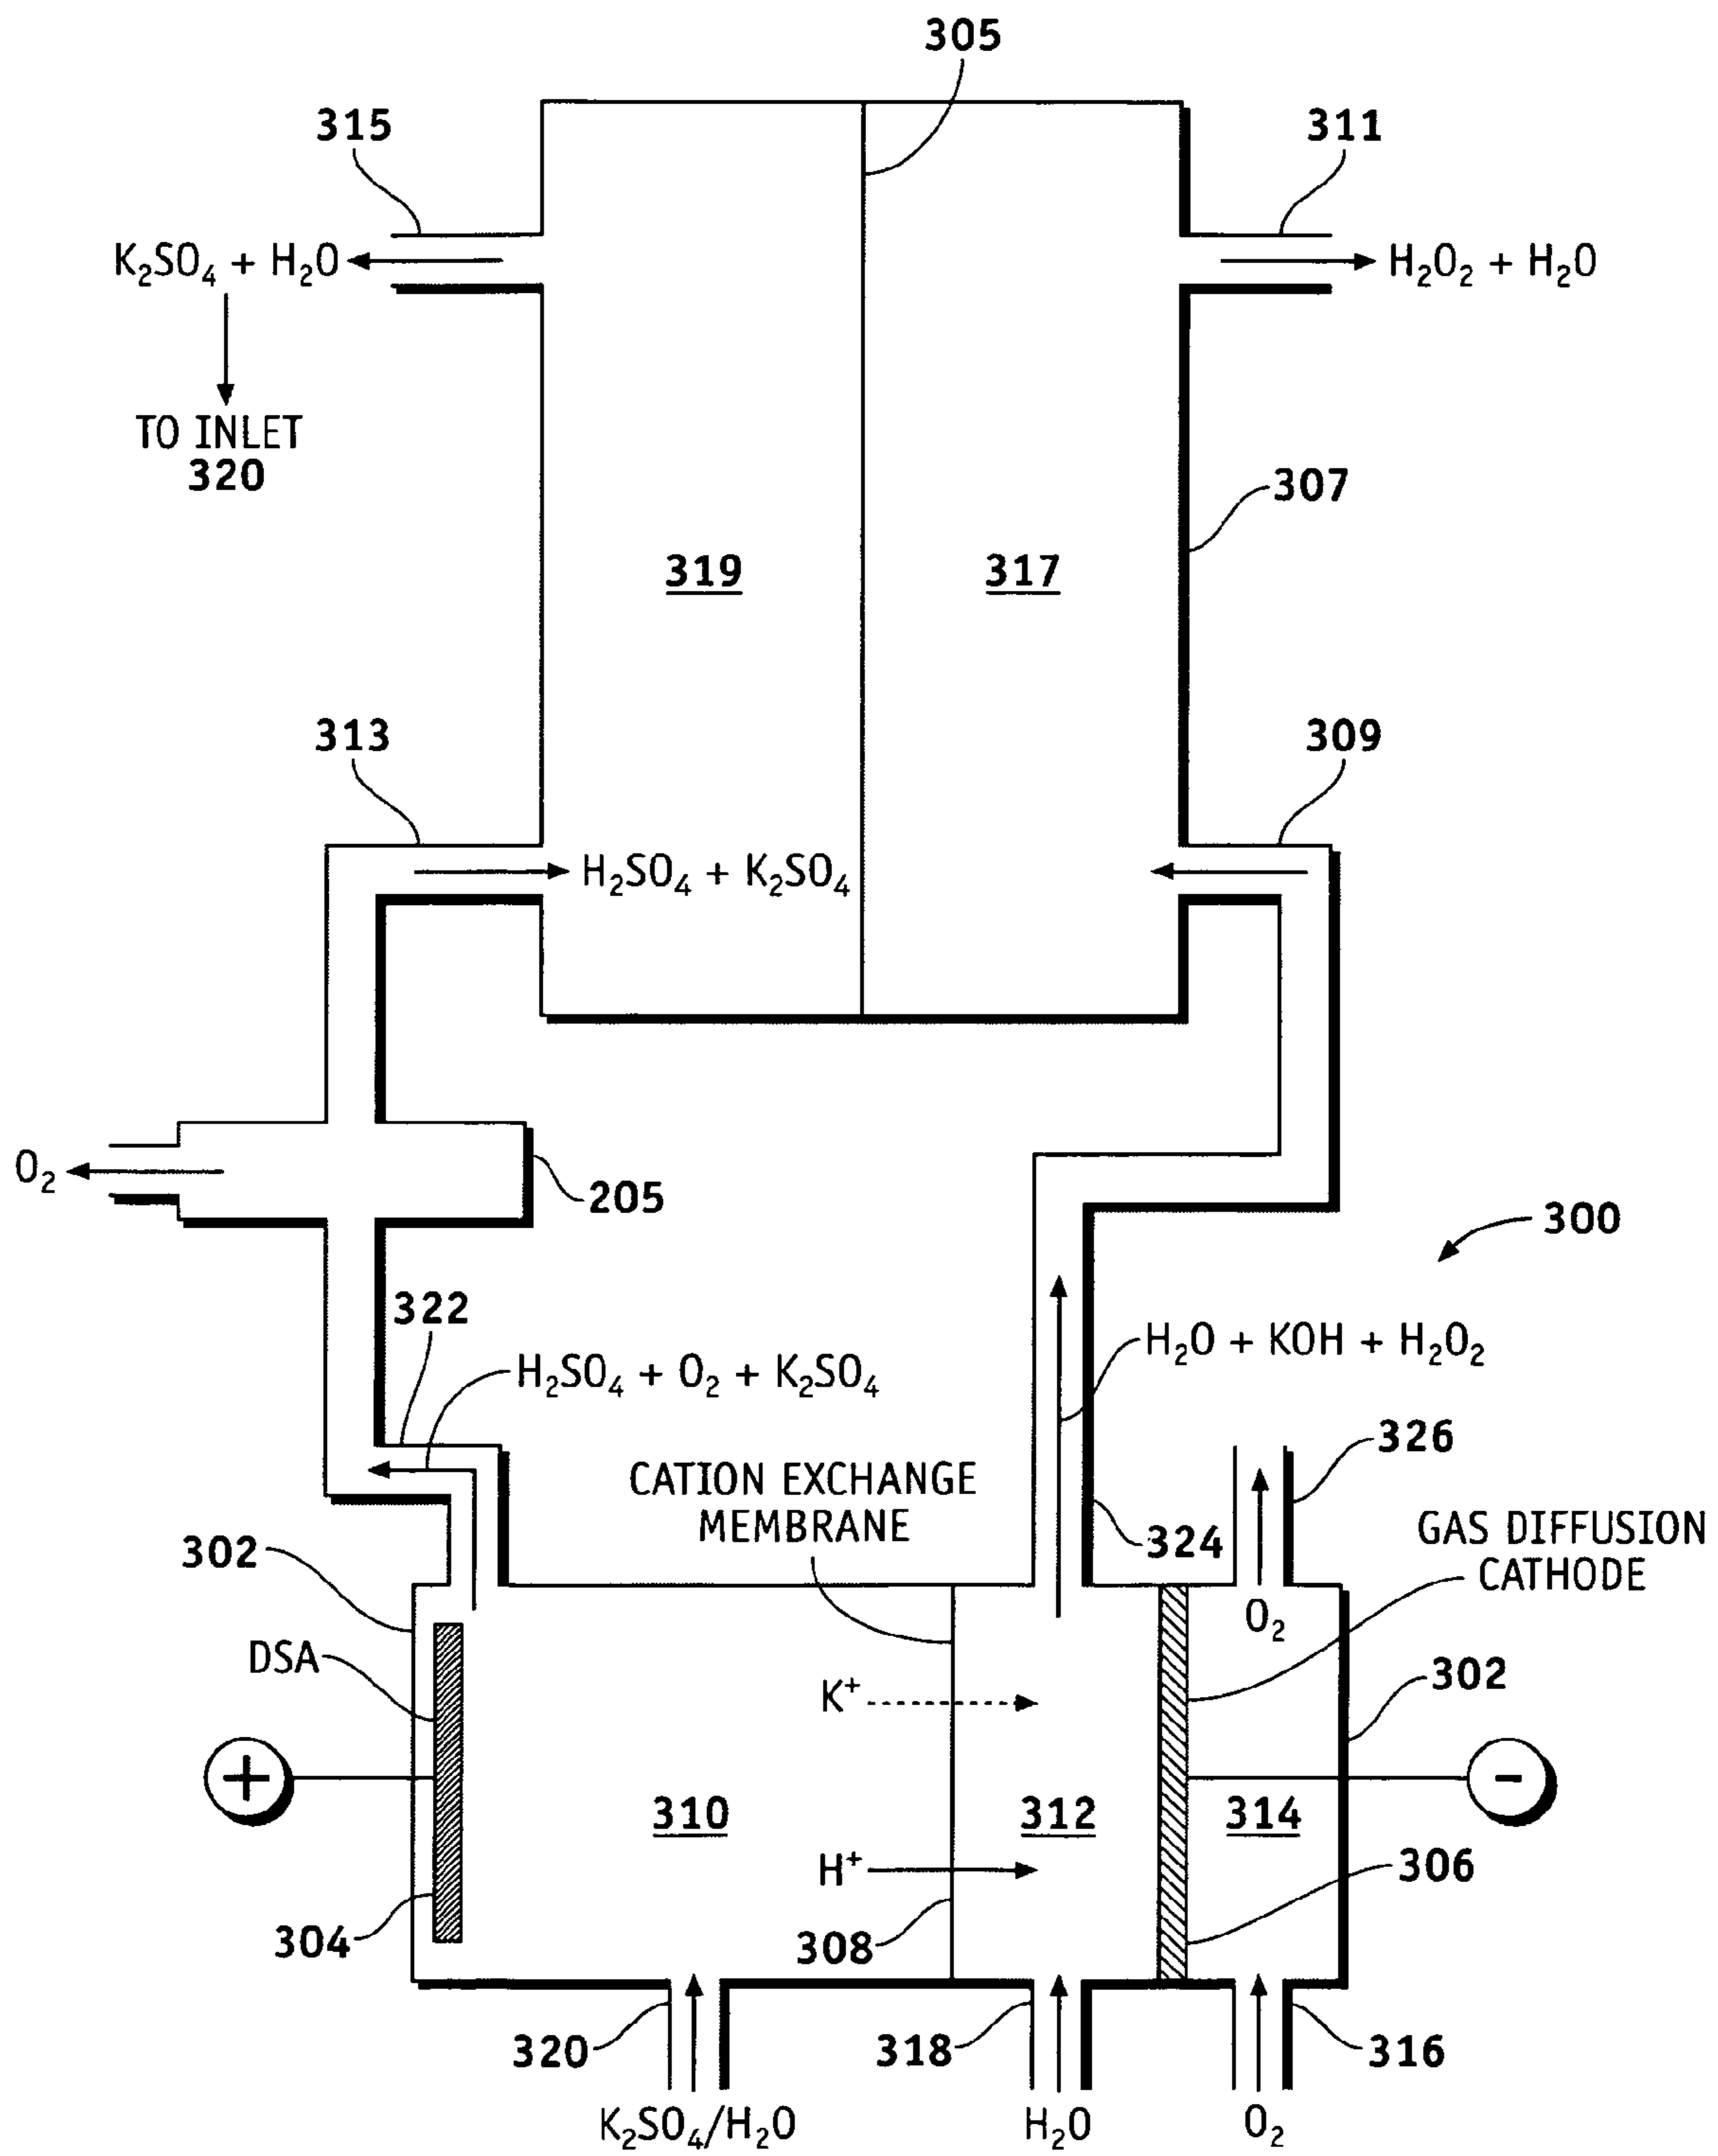 305
315
311
K₂SO₄ + H₂O
H₂O₂ + H₂O
TO INLET
320
307
319
317
313
309
H₂SO₄ + K₂SO₄
O₂
205
300
322
H₂O + KOH + H₂O₂
H₂SO₄ + O₂ + K₂SO₄
326
CATION EXCHANGE
MEMBRANE
GAS DIFFUSION
CATHODE
302
324
O₂
DSA
302
K⁺
+
-
310
312
314
H⁺
306
304
308
320
318
316
K₂SO₄/H₂O
H₂O
O₂